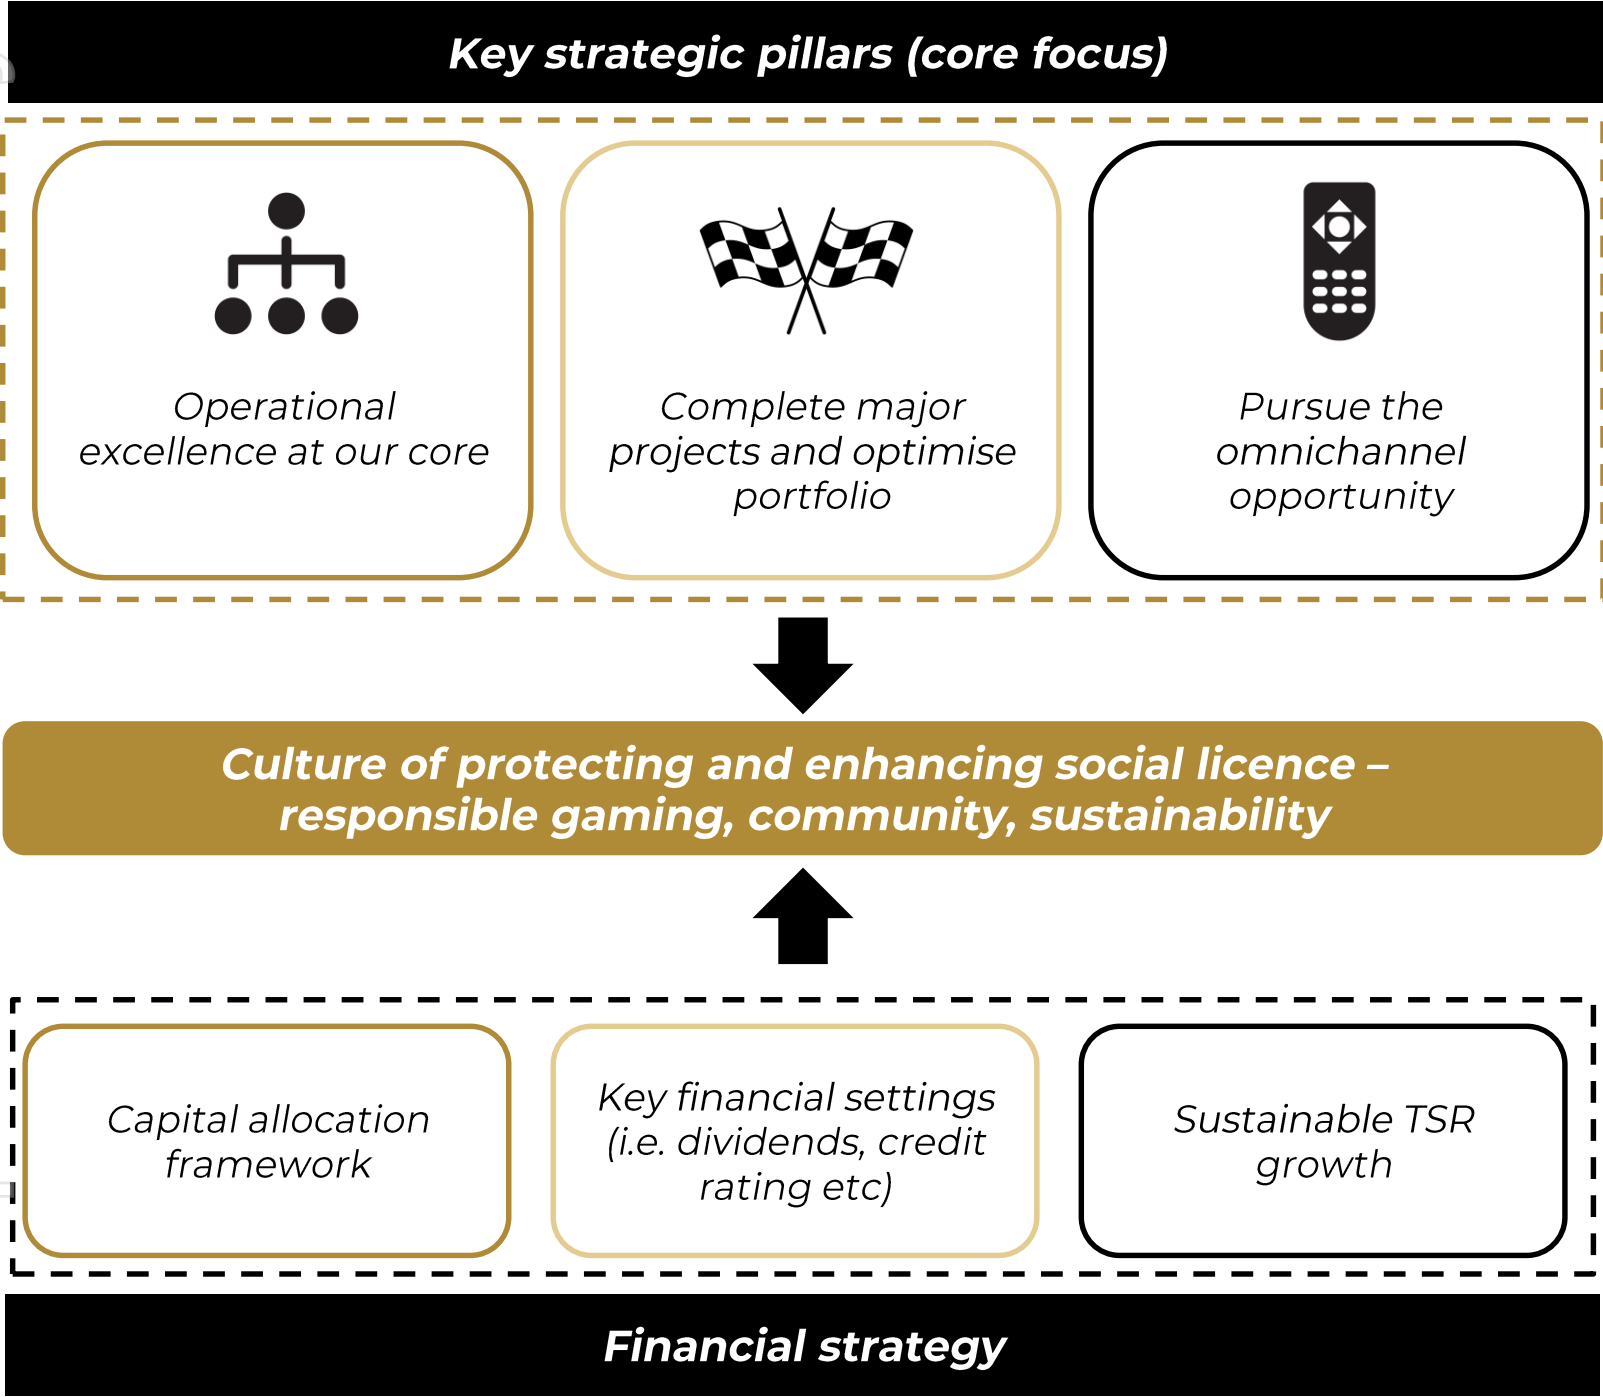 Key strategic pillars (core focus)
Operational
excellence at our core
Complete major
projects and optimise
portfolio
Pursue the
omnichannel
opportunity
Culture of protecting and enhancing social licence –
responsible gaming, community, sustainability
Capital allocation
framework
Key financial settings
(i.e. dividends, credit
rating etc)
Sustainable TSR
growth
Financial strategy